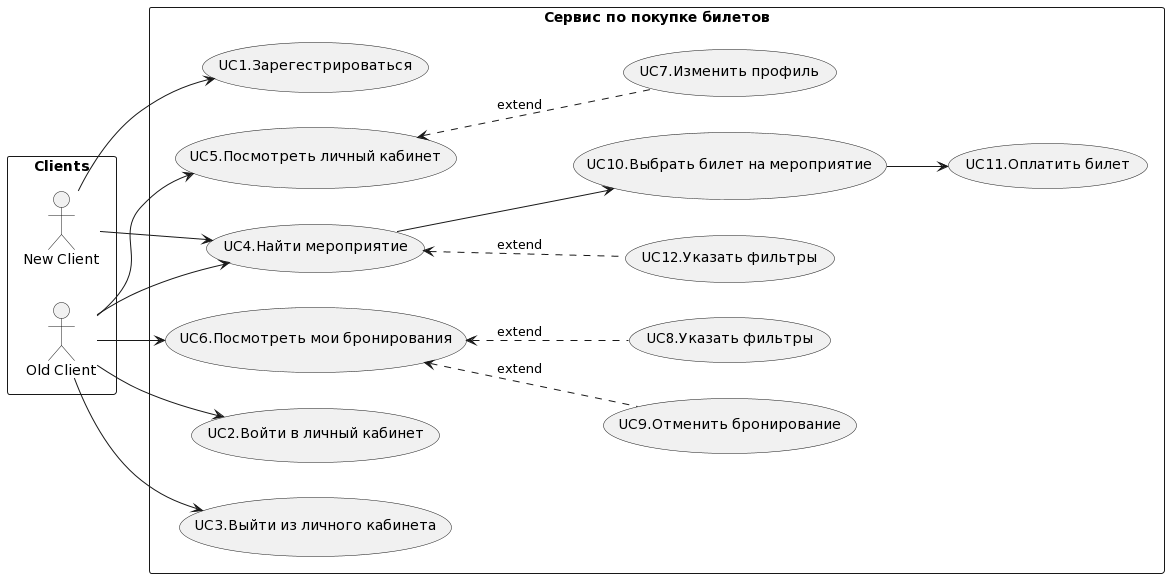 Сервис по покупке билетов
UC1.Зарегестрироваться
UC7.Изменить профиль
extend
UC5.Посмотреть личный кабинет
UC10.Выбрать билет на мероприятие
UC11.Оплатить билет
Clients
New Client
UC4.Найти мероприятие
extend
UC12.Указать фильтры
Old Client
UC6.Посмотреть мои бронирования
extend
UC8.Указать фильтры
extend
UC9.Отменить бронирование
UC2.Войти в личный кабинет
UC3.Выйти из личного кабинета